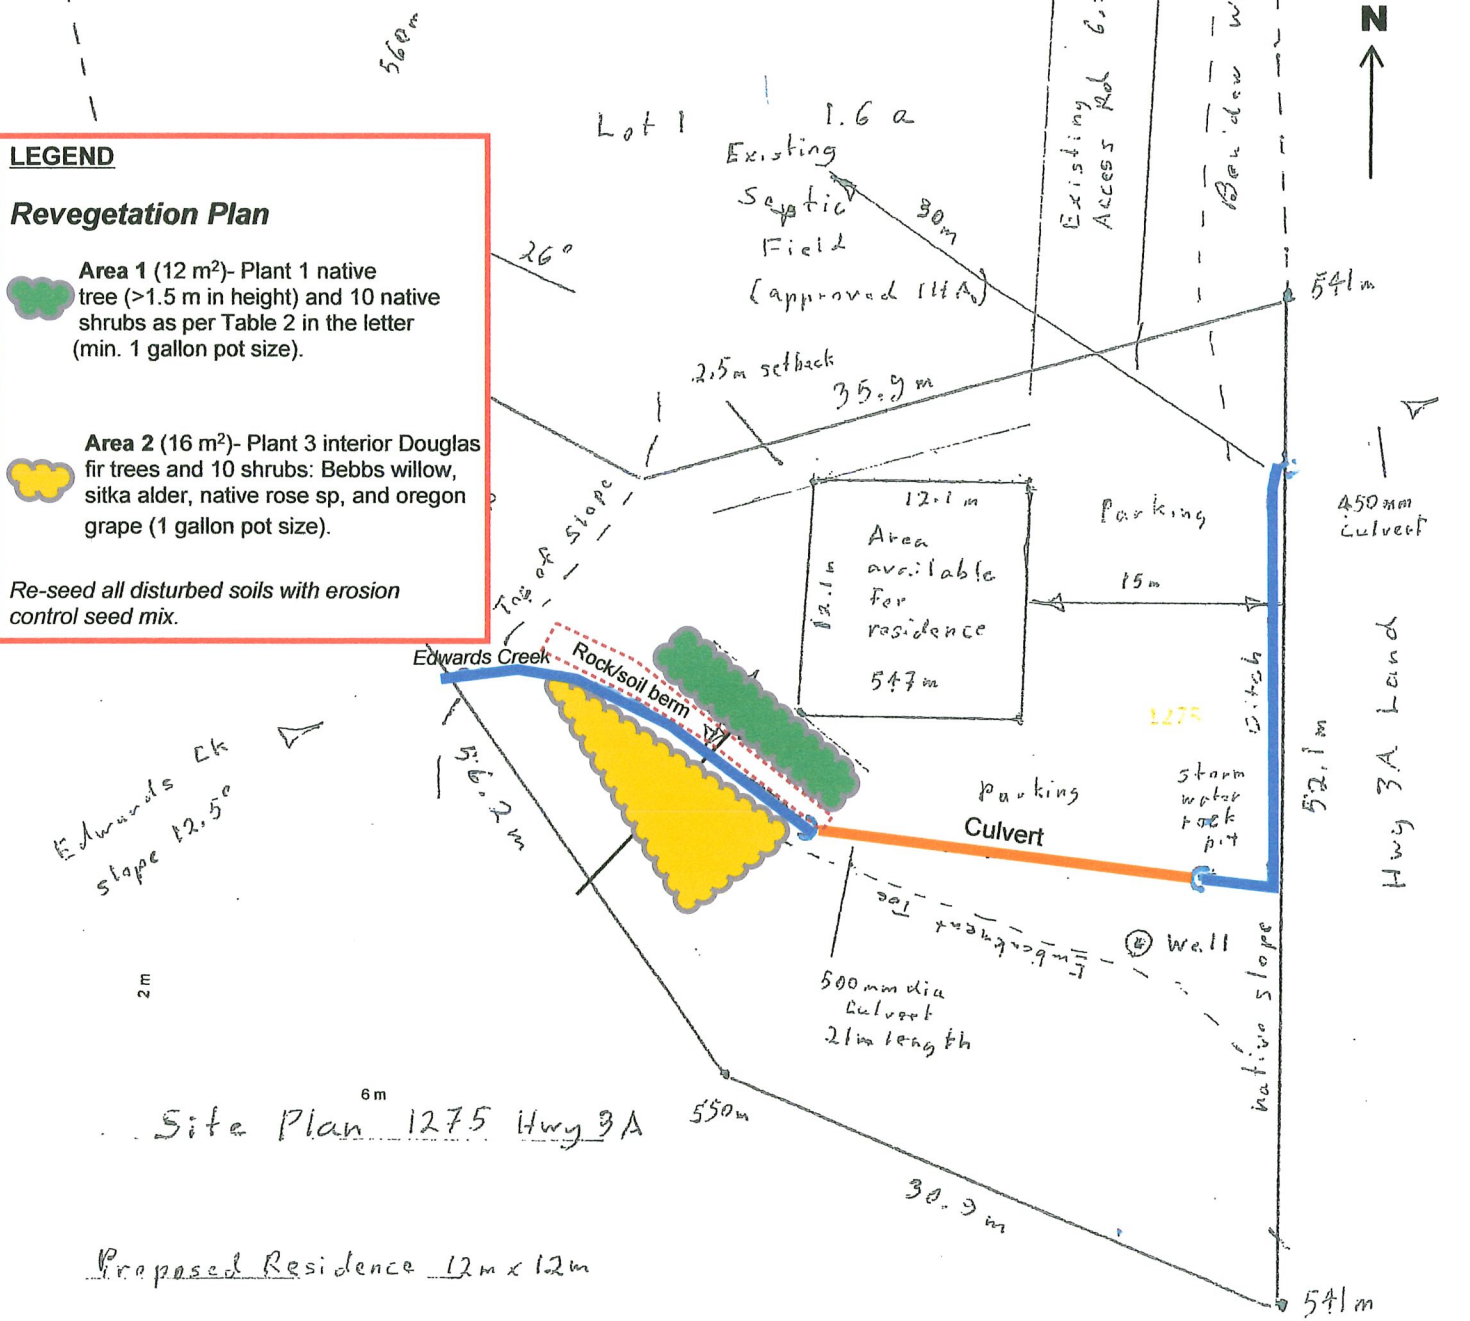 560m
N
Lot 1
1.6 a
Existing
Septic
Field
(approved IHA)
30m
Existing
Access Rd
LEGEND
Revegetation Plan
Area 1 (12 m²)- Plant 1 native
tree (>1.5 m in height) and 10 native
shrubs as per Table 2 in the letter
(min. 1 gallon pot size).
Area 2 (16 m²)- Plant 3 interior Douglas
fir trees and 10 shrubs: Bebbs willow,
sitka alder, native rose sp, and oregon
grape (1 gallon pot size).
Re-seed all disturbed soils with erosion
control seed mix.
26°
541m
2.5m setback
35.9m
450mm
Culvert
12.1m
12.1m
Area
available
For
residence
547m
Parking
15m
Toe of Slope
Edwards Creek
Rock/soil berm
Ditch
1275
52.1m
Hwy 3A Land
Edwards Ck
slope 12.5°
56.2m
Parking
Culvert
storm
water
rock
pit
Embankment Toe
Well
native slope
500mm dia
Culvert
21m length
2 m
6 m
Site Plan 1275 Hwy 3A
550m
30.9m
Proposed Residence 12m x 12m
541m